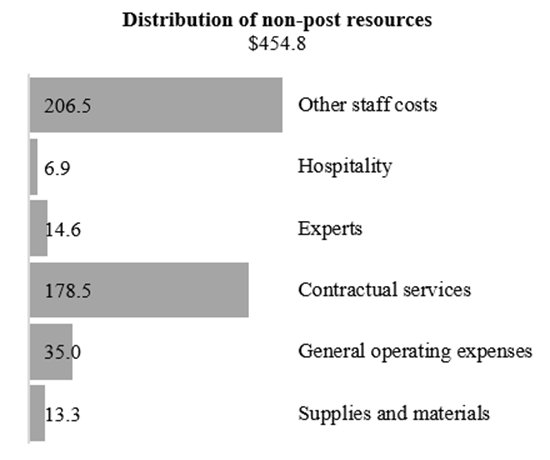 Distribution of non-post resources
$454.8
206.5 Other staff costs
6.9 Hospitality
14.6 Experts
178.5 Contractual services
35.0 General operating expenses
13.3 Supplies and materials